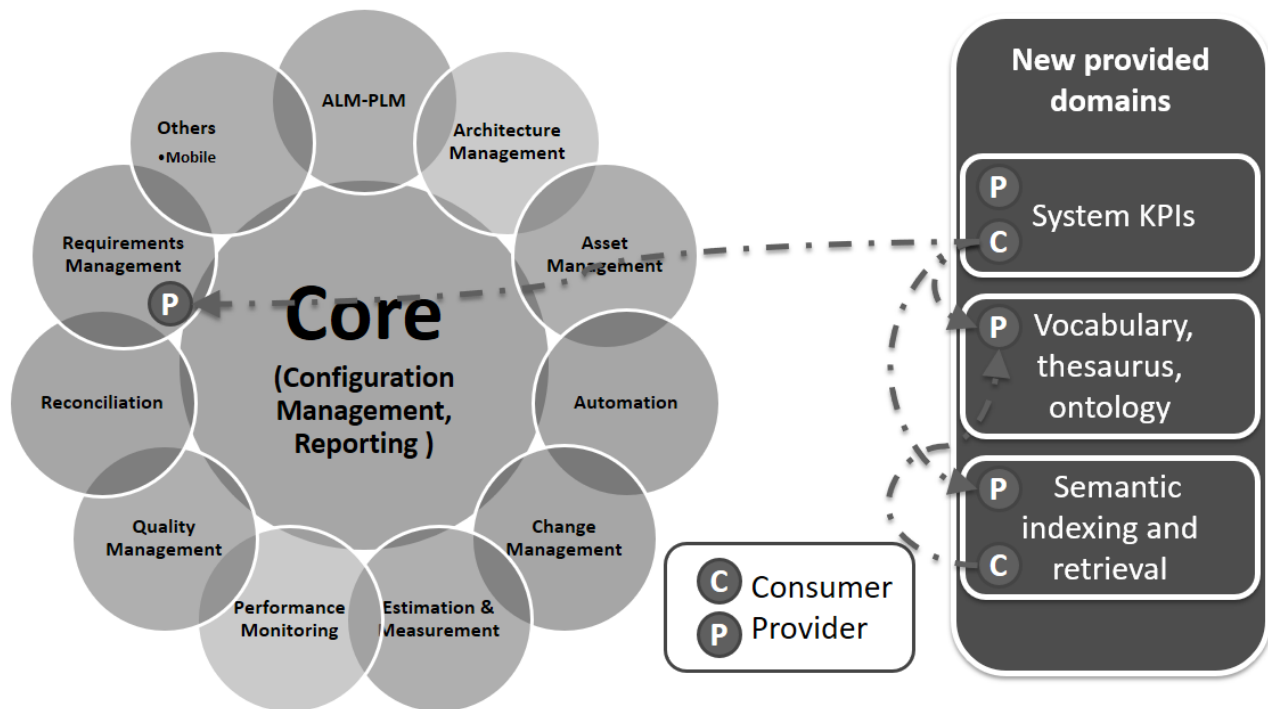 ALM-PLM
Architecture
Management
Asset
Management
Automation
Change
Management
Estimation &
Measurement
Performance
Monitoring
Quality
Management
Reconciliation
Requirements
Management
P
Others
•Mobile
Core
(Configuration
Management,
Reporting )
C Consumer
P Provider
New provided
domains
P
System KPIs
C
P
Vocabulary,
thesaurus,
ontology
P
Semantic
indexing and
retrieval
C